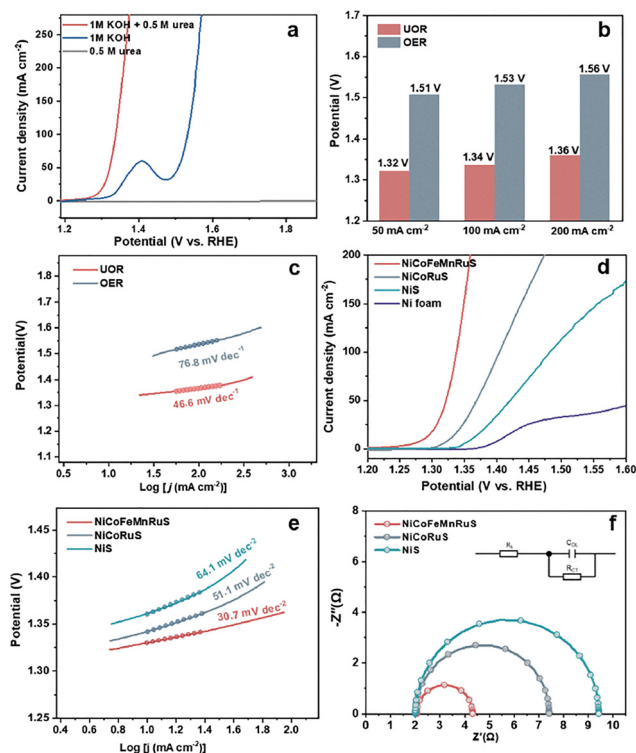 a
1M KOH + 0.5 M urea
1M KOH
0.5 M urea
Current density (mA cm-2)
250
200
150
100
50
0
1.2 1.4 1.6 1.8
Potential (V vs. RHE)
b
UOR
OER
Potential (V)
2.0
1.9
1.8
1.7
1.6
1.5
1.4
1.3
1.2
1.51 V
1.53 V
1.56 V
1.32 V
1.34 V
1.36 V
50 mA cm-2 100 mA cm-2 200 mA cm-2
c
UOR
OER
Potential(V)
1.8
1.7
1.6
1.5
1.4
1.3
1.2
1.1
76.8 mV dec-1
46.6 mV dec-1
0.5 1.0 1.5 2.0 2.5 3.0
Log [j (mA cm-2)]
d
NiCoFeMnRuS
NiCoRuS
NiS
Ni foam
Current density (mA cm-2)
200
150
100
50
0
1.20 1.25 1.30 1.35 1.40 1.45 1.50 1.55 1.60
Potential (V vs. RHE)
e
NiCoFeMnRuS
NiCoRuS
NiS
Potential (V)
1.45
1.40
1.35
1.30
1.25
64.1 mV dec-2
51.1 mV dec-2
30.7 mV dec-2
0.4 0.6 0.8 1.0 1.2 1.4 1.6 1.8 2.0
Log [j (mA cm-2)]
f
NiCoFeMnRuS
NiCoRuS
NiS
CDL
RCT
-Z''(Ω)
-8
-6
-4
-2
0
0 1 2 3 4 5 6 7 8 9 10
Z'(Ω)